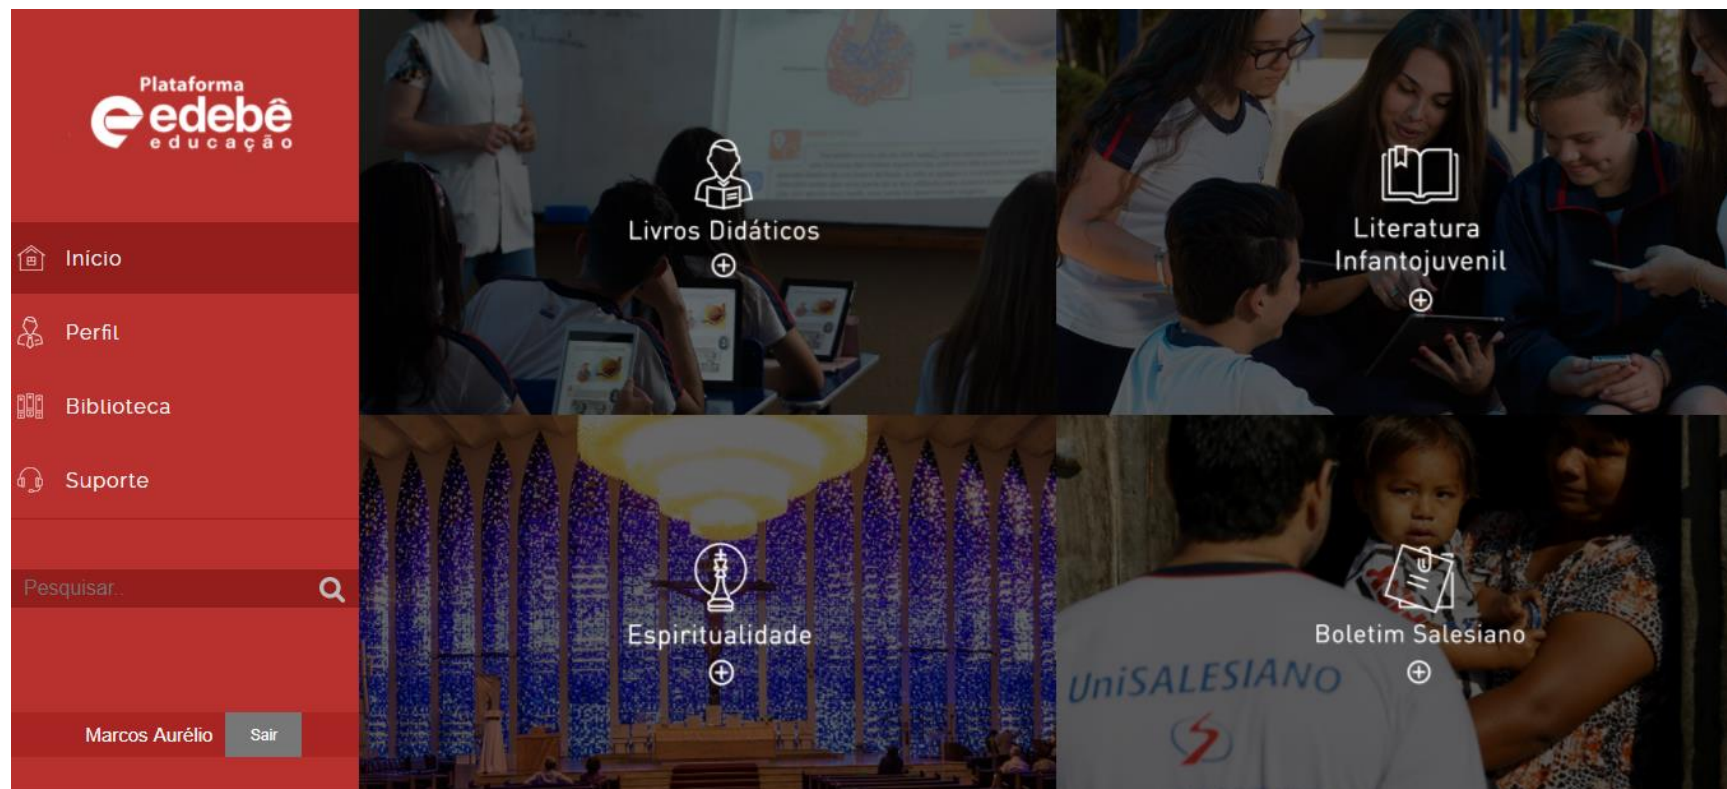 Plataforma
edebê
educação
Início
Perfil
Biblioteca
Suporte
Pesquisar..
Marcos Aurélio
Sair
Livros Didáticos
Literatura
Infantojuvenil
Espiritualidade
Boletim Salesiano
UniSALESIANO